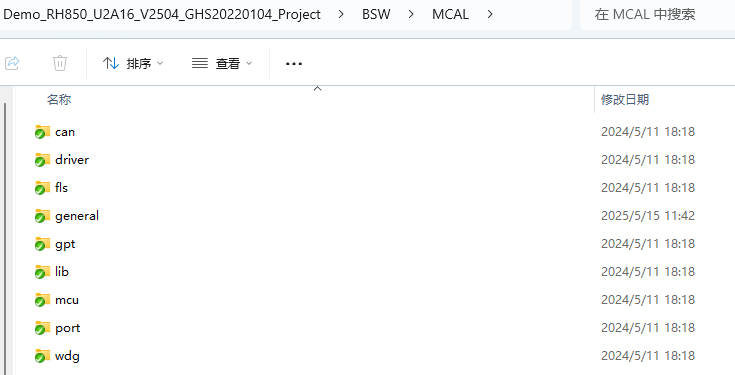 Demo_RH850_U2A16_V2504_GHS20220104_Project > BSW > MCAL > 在 MCAL 中搜索
排序 查看 ...
名称 修改日期
can 2024/5/11 18:18
driver 2024/5/11 18:18
fls 2024/5/11 18:18
general 2025/5/15 11:42
gpt 2024/5/11 18:18
lib 2024/5/11 18:18
mcu 2024/5/11 18:18
port 2024/5/11 18:18
wdg 2024/5/11 18:18